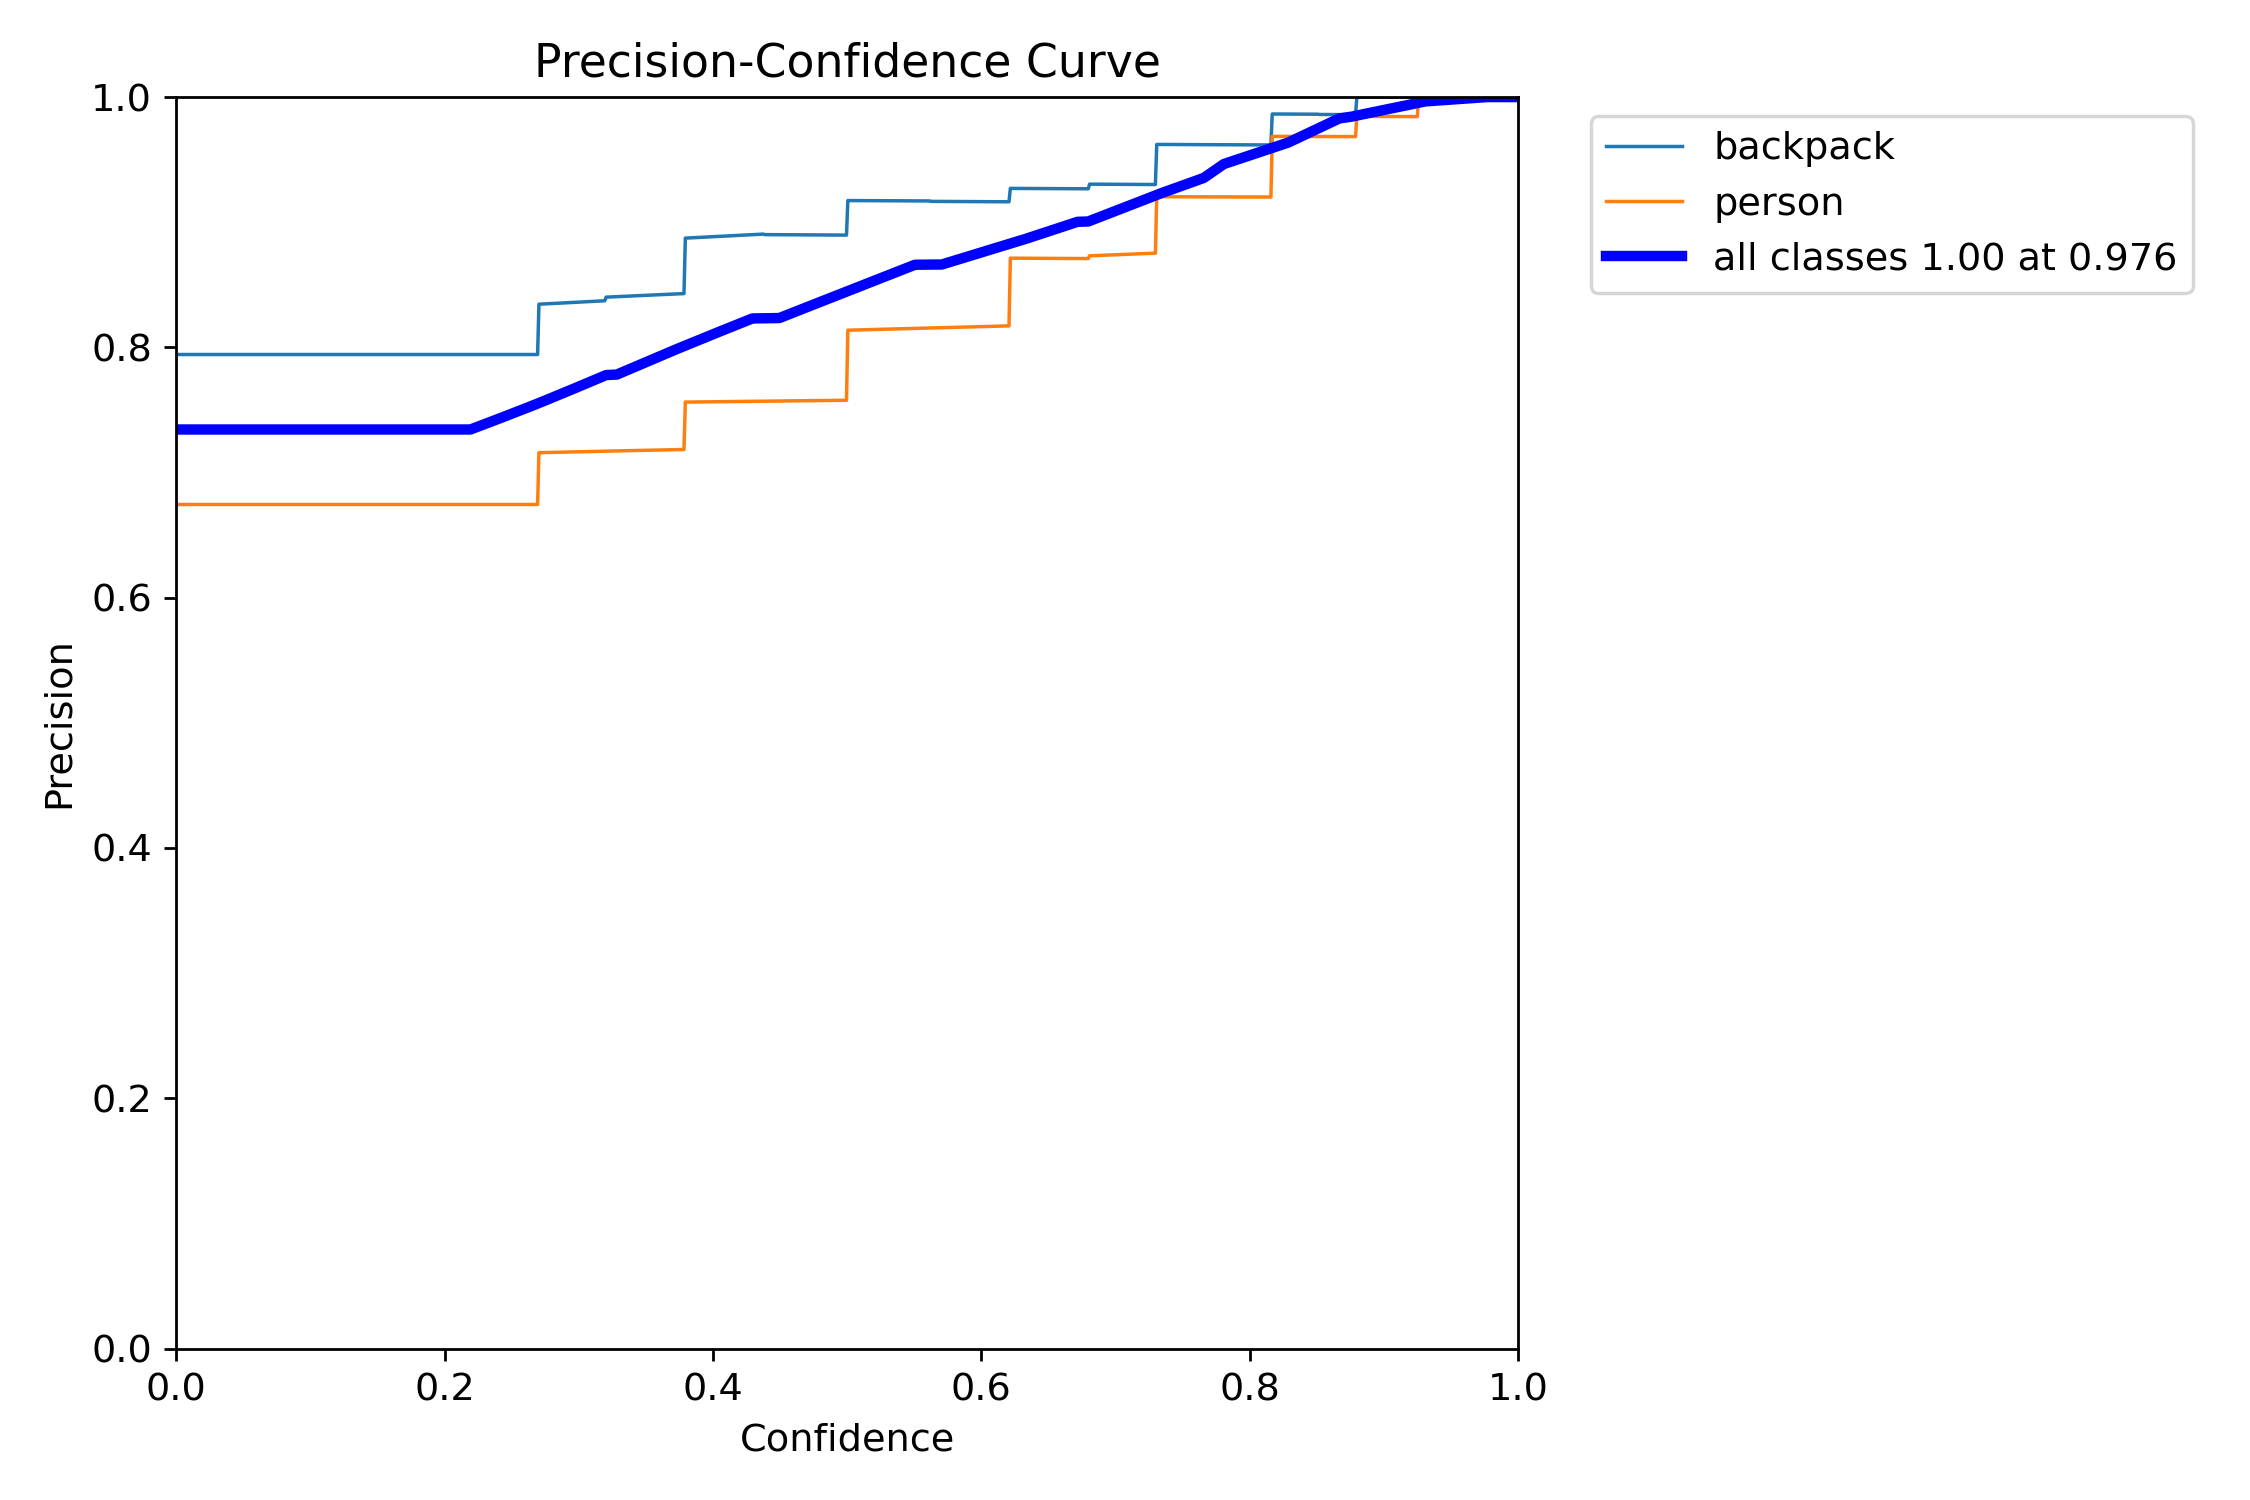 Precision-Confidence Curve
1.0
0.8
0.6
0.4
0.2
0.0
Precision
0.0 0.2 0.4 0.6 0.8 1.0
Confidence
backpack
person
all classes 1.00 at 0.976